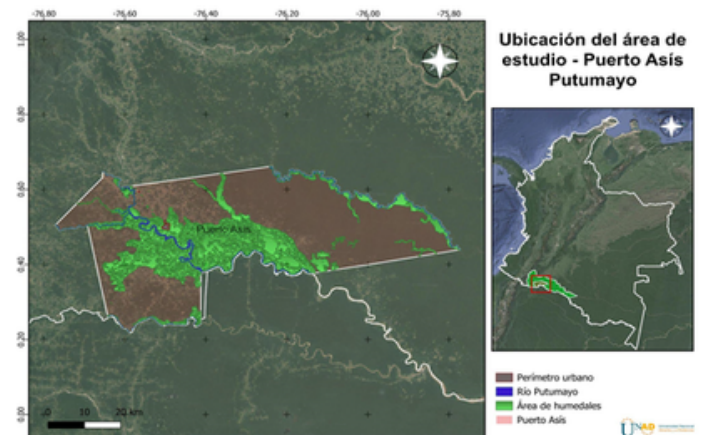 -76,80 -76,60 -76,40 -76,20 -76,00 -75,80
1,00
0,80
0,60
0,40
0,20
0,00
Puerto Asís
0 10 20 km
Ubicación del área de
estudio - Puerto Asís
Putumayo
Perímetro urbano
Río Putumayo
Área de humedales
Puerto Asís
UNAD